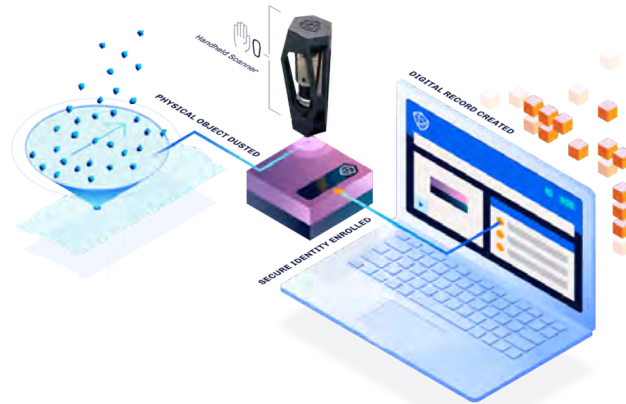 Handheld Scanner
PHYSICAL OBJECT DUSTED
DIGITAL RECORD CREATED
SECURE IDENTITY ENROLLED